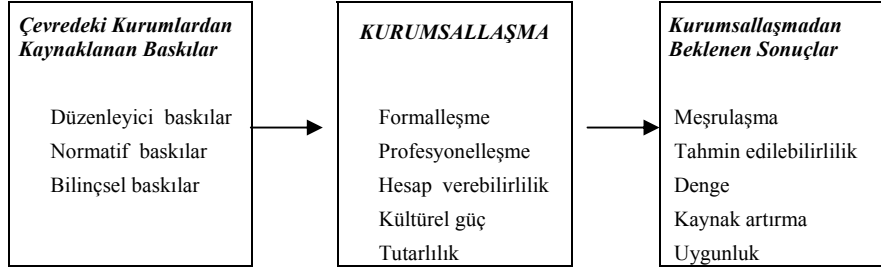 Çevredeki Kurumlardan
Kaynaklanan Baskılar
Düzenleyici baskılar
Normatif baskılar
Bilinçsel baskılar
KURUMSALLAŞMA
Formalleşme
Profesyonelleşme
Hesap verebilirlilik
Kültürel güç
Tutarlılık
Kurumsallaşmadan
Beklenen Sonuçlar
Meşrulaşma
Tahmin edilebilirlilik
Denge
Kaynak artırma
Uygunluk